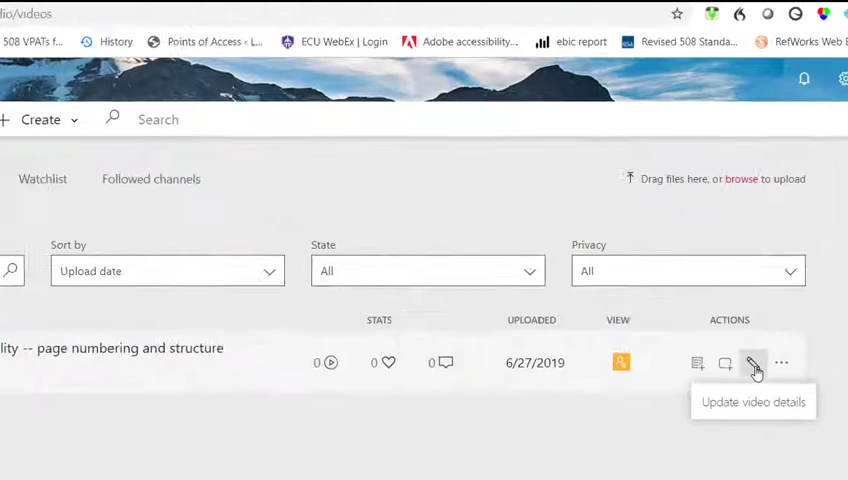 dio/videos
508 VPATs f... History Points of Access ‹ L... ECU WebEx | Login Adobe accessibility... ebic report Revised 508 Standa... RefWorks Web B
+ Create Search
Watchlist Followed channels Drag files here, or browse to upload
Sort by State Privacy
Upload date All All
STATS UPLOADED VIEW ACTIONS
lity -- page numbering and structure
0 0 0 6/27/2019
Update video details